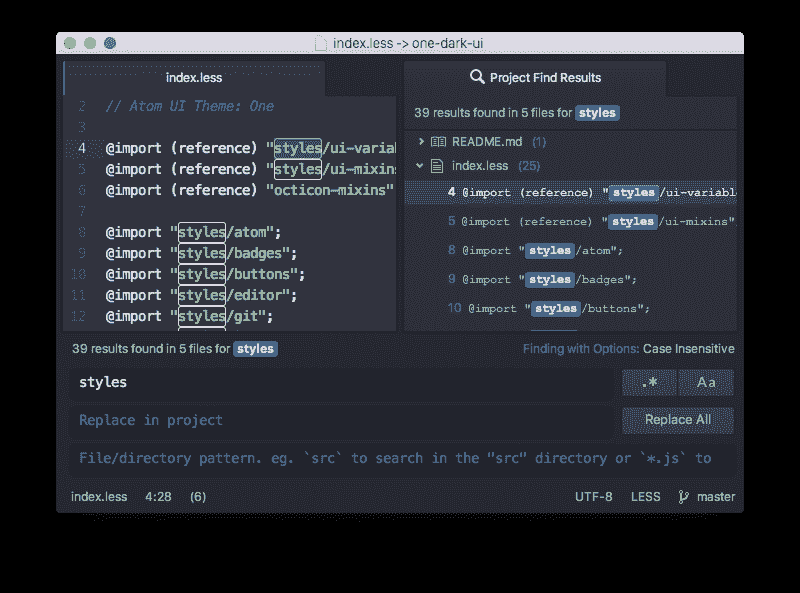 index.less -> one-dark-ui
index.less
2 // Atom UI Theme: One
3
4 @import (reference) "styles/ui-varial
5 @import (reference) "styles/ui-mixins
6 @import (reference) "octicon-mixins"
7
8 @import "styles/atom";
9 @import "styles/badges";
10 @import "styles/buttons";
11 @import "styles/editor";
12 @import "styles/git";
Project Find Results
39 results found in 5 files for styles
README.md (1)
index.less (25)
4 @import (reference) "styles/ui-variable
5 @import (reference) "styles/ui-mixins"
8 @import "styles/atom";
9 @import "styles/badges";
10 @import "styles/buttons";
39 results found in 5 files for styles
Finding with Options: Case Insensitive
styles
.* Aa
Replace in project
Replace All
File/directory pattern. eg. `src` to search in the "src" directory or `*.js` to
index.less 4:28 (6)
UTF-8 LESS master